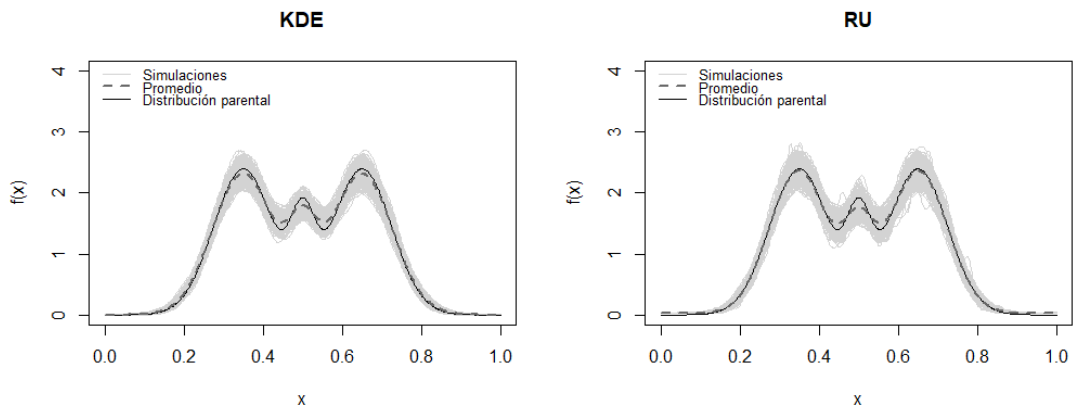 KDE
Simulaciones
Promedio
Distribución parental
4
3
2
1
0
f(x)
0.0 0.2 0.4 0.6 0.8 1.0
x
RU
Simulaciones
Promedio
Distribución parental
4
3
2
1
0
f(x)
0.0 0.2 0.4 0.6 0.8 1.0
x